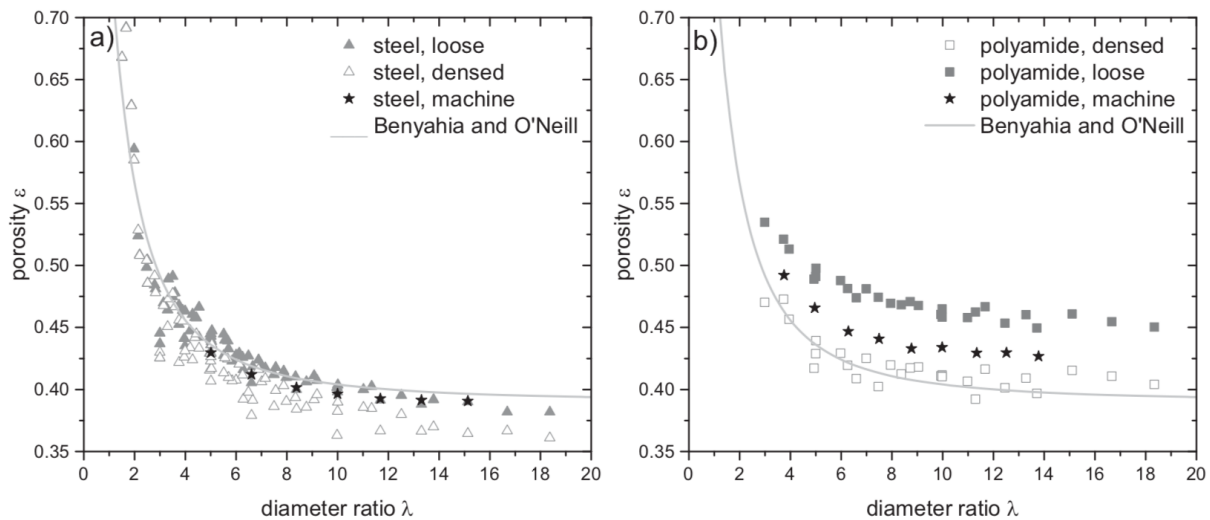 a)
steel, loose
steel, densed
steel, machine
Benyahia and O'Neill
0.70
0.65
0.60
0.55
0.50
0.45
0.40
0.35
porosity ε
0 2 4 6 8 10 12 14 16 18 20
diameter ratio λ
b)
polyamide, densed
polyamide, loose
polyamide, machine
Benyahia and O'Neill
0.70
0.65
0.60
0.55
0.50
0.45
0.40
0.35
porosity ε
0 2 4 6 8 10 12 14 16 18 20
diameter ratio λ